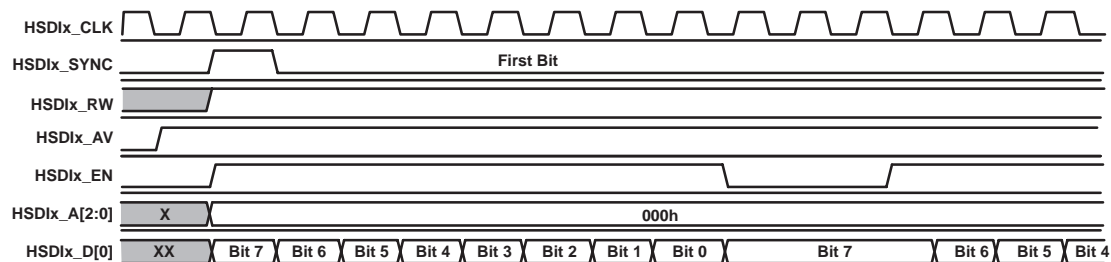 HSDIx_CLK
HSDIx_SYNC First Bit
HSDIx_RW
HSDIx_AV
HSDIx_EN
HSDIx_A[2:0] X 000h
HSDIx_D[0] XX Bit 7 Bit 6 Bit 5 Bit 4 Bit 3 Bit 2 Bit 1 Bit 0 Bit 7 Bit 6 Bit 5 Bit 4